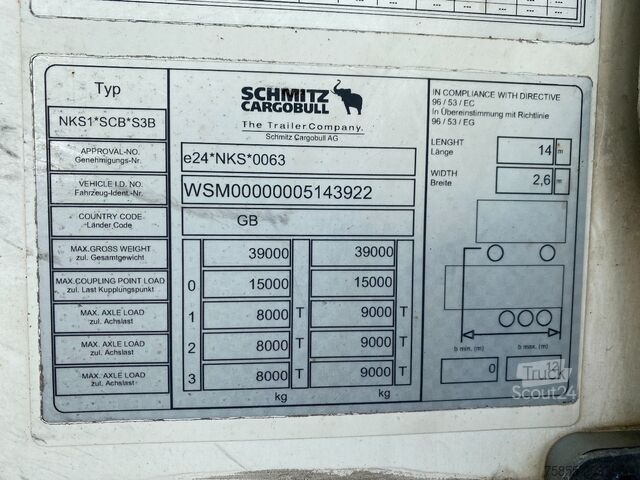 Typ
NKS1*SCB*S3B
APPROVAL-NO.
Genehmigungs-Nr.
VEHICLE I.D. NO.
Fahrzeug-Ident.-Nr.
COUNTRY CODE
Länder Code
MAX.GROSS WEIGHT
zul. Gesamtgewicht
MAX.COUPLING POINT LOAD
zul. Last Kupplungspunkt
MAX. AXLE LOAD
zul. Achslast
MAX. AXLE LOAD
zul. Achslast
MAX. AXLE LOAD
zul. Achslast
SCHMITZ
CARGOBULL
The Trailer Company.
Schmitz Cargobull AG
e24*NKS*0063
WSM00000005143922
GB
39000 39000
0 15000 15000
1 8000 T 9000 T
2 8000 T 9000 T
3 8000 T 9000 T
kg kg
IN COMPLIANCE WITH DIRECTIVE
96 / 53 / EC
In Übereinstimmung mit Richtlinie
96 / 53 / EG
LENGHT
Länge
14 m
WIDTH
Breite
2,6 m
b min. (m) b max. (m)
0 12
Truck
Scout24